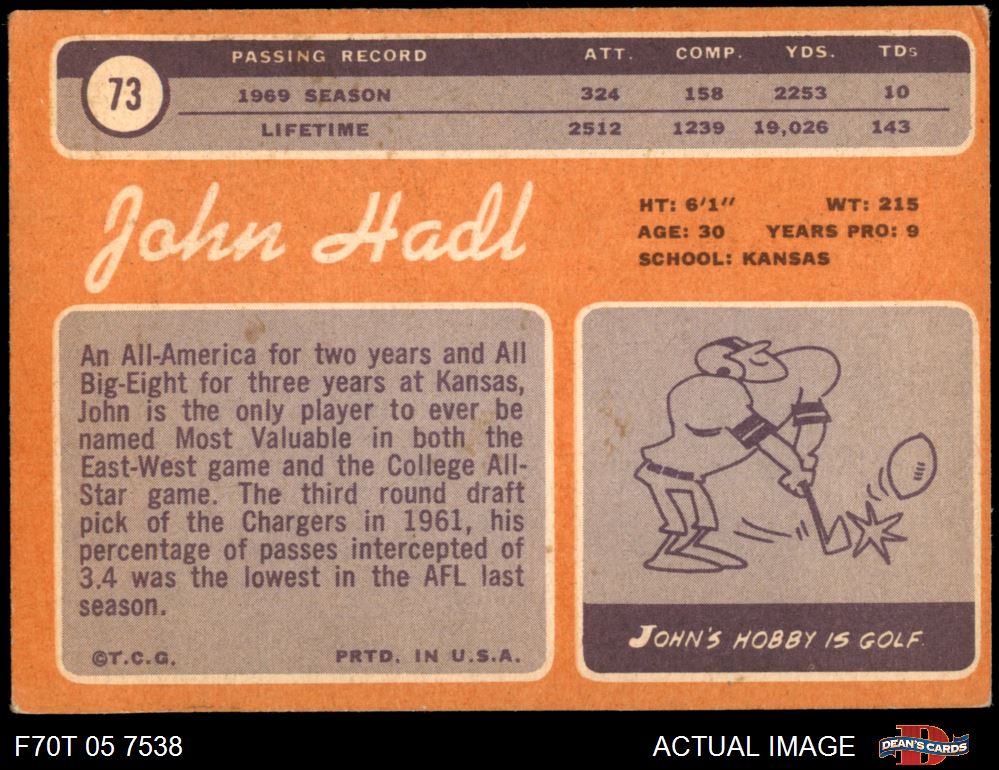 73
PASSING RECORD ATT. COMP. YDS. TDs
1969 SEASON 324 158 2253 10
LIFETIME 2512 1239 19,026 143
John Hadl
HT: 6'1" WT: 215
AGE: 30 YEARS PRO: 9
SCHOOL: KANSAS
An All-America for two years and All
Big-Eight for three years at Kansas,
John is the only player to ever be
named Most Valuable in both the
East-West game and the College All-
Star game. The third round draft
pick of the Chargers in 1961, his
percentage of passes intercepted of
3.4 was the lowest in the AFL last
season.
©T.C.G. PRTD. IN U.S.A.
JOHN'S HOBBY IS GOLF.
F70T 05 7538 ACTUAL IMAGE D DEAN'S CARDS